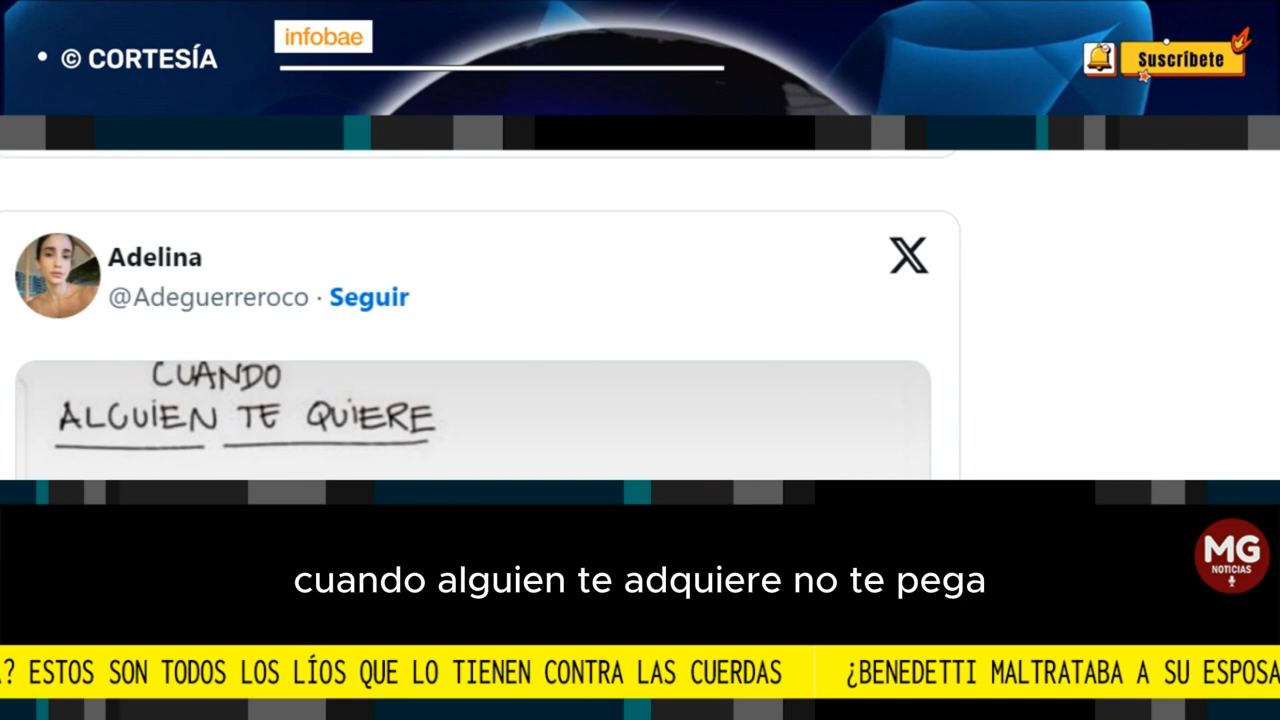 • © CORTESÍA
infobae
Suscríbete
Adelina
@Adeguerreroco · Seguir
CUANDO
ALGUIEN TE QUIERE
cuando alguien te adquiere no te pega
MG
NOTICIAS
? ESTOS SON TODOS LOS LÍOS QUE LO TIENEN CONTRA LAS CUERDAS
¿BENEDETTI MALTRATABA A SU ESPOSA